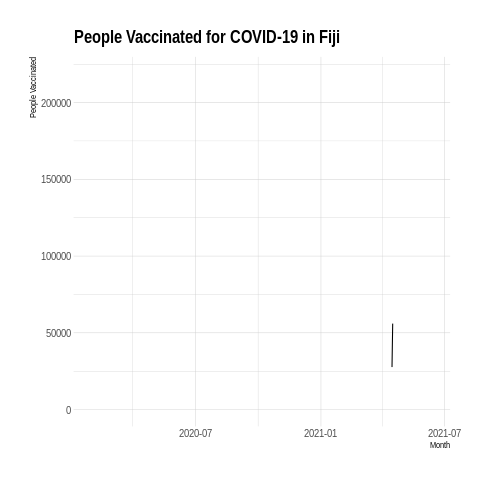 People Vaccinated for COVID-19 in Fiji
People Vaccinated
200000
150000
100000
50000
0
2020-07 2021-01 2021-07
Month